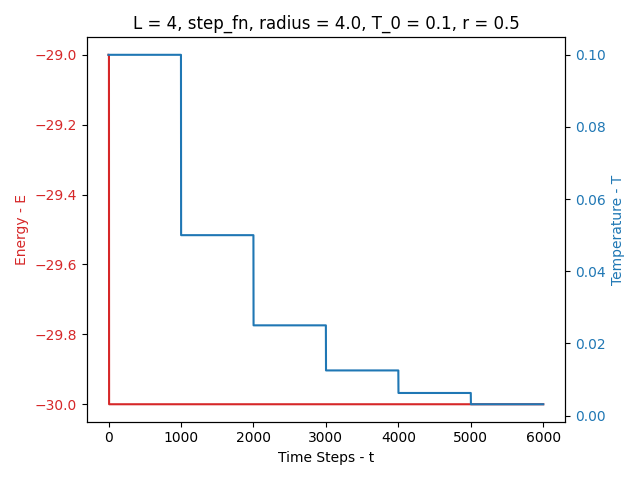 L = 4, step_fn, radius = 4.0, T_0 = 0.1, r = 0.5
−29.0
−29.2
−29.4
−29.6
−29.8
−30.0
Energy - E
0.10
0.08
0.06
0.04
0.02
0.00
Temperature - T
0 1000 2000 3000 4000 5000 6000
Time Steps - t